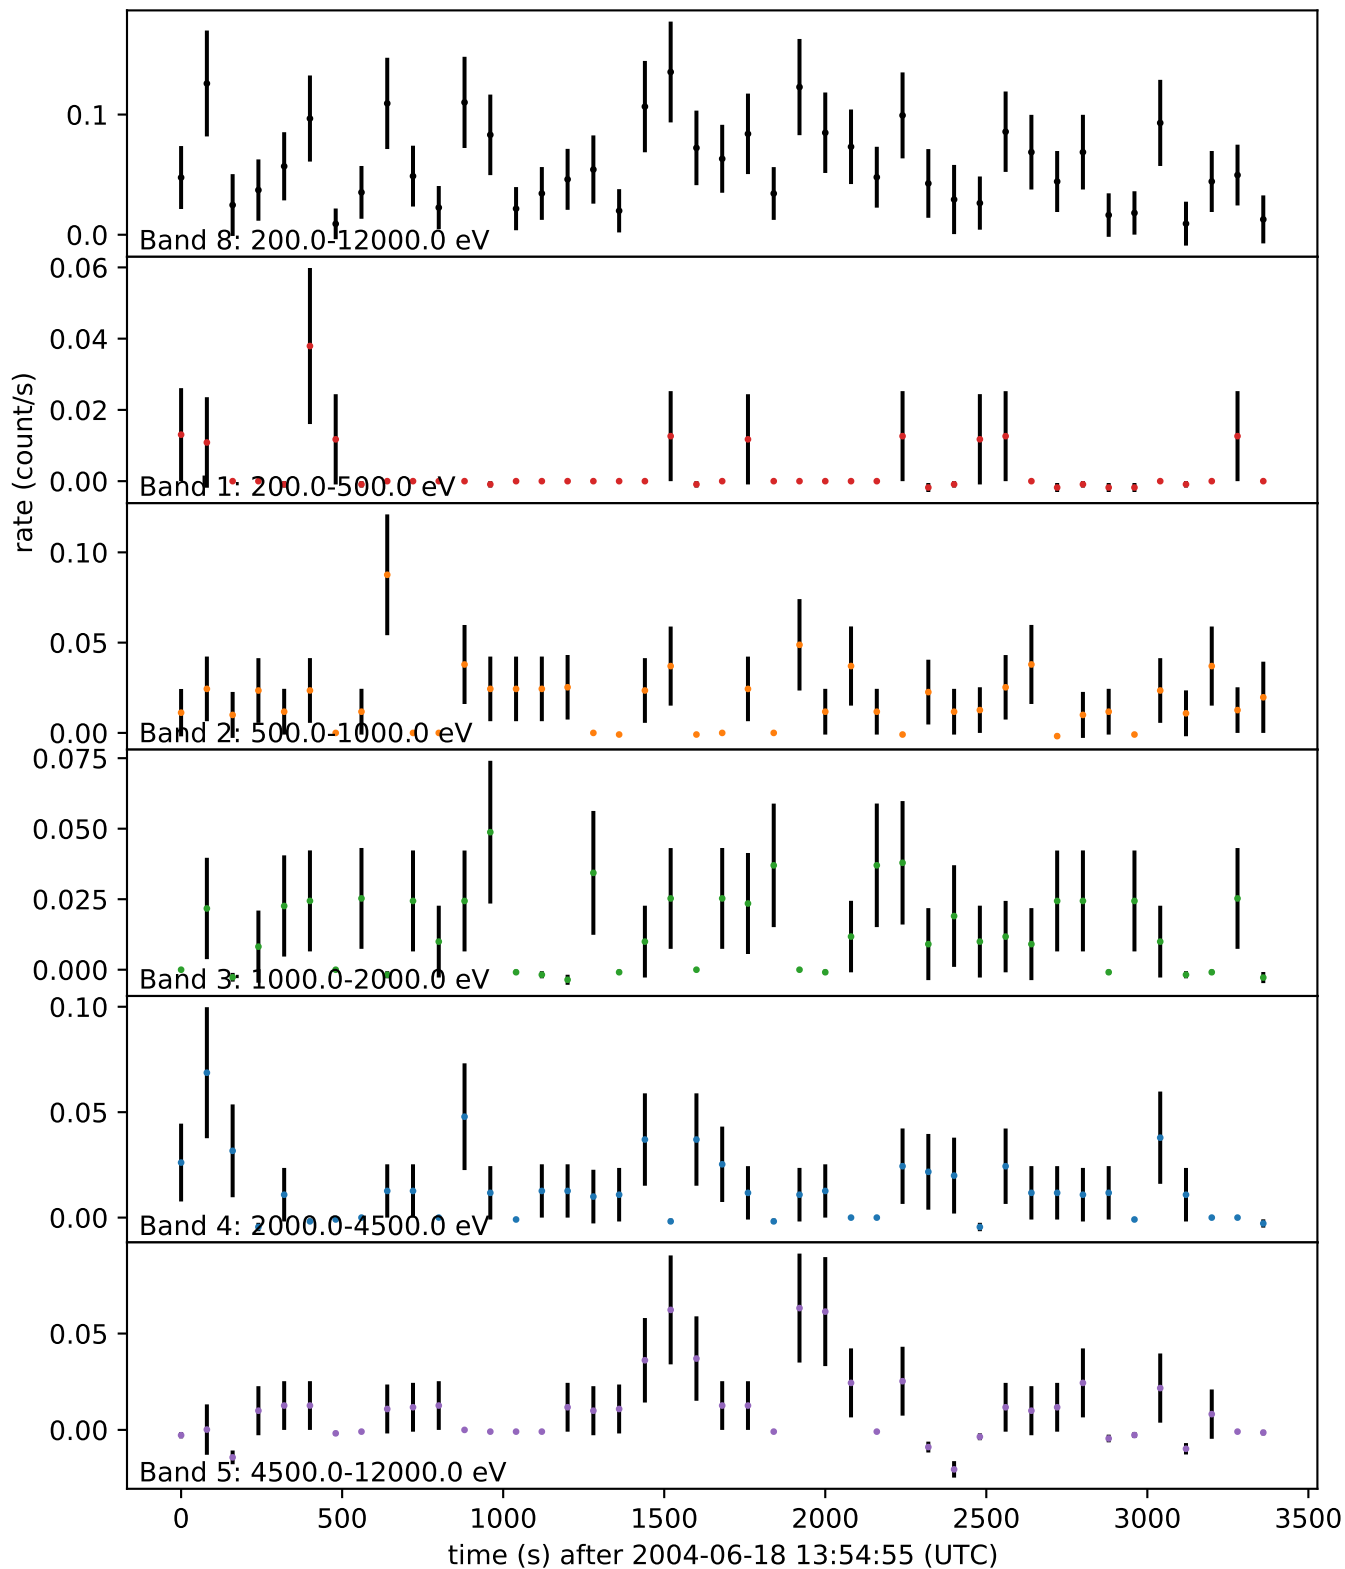 0.1
0.0
Band 8: 200.0-12000.0 eV
0.06
0.04
0.02
0.00
Band 1: 200.0-500.0 eV
rate (count/s)
0.10
0.05
0.00
Band 2: 500.0-1000.0 eV
0.075
0.050
0.025
0.000
Band 3: 1000.0-2000.0 eV
0.10
0.05
0.00
Band 4: 2000.0-4500.0 eV
0.05
0.00
Band 5: 4500.0-12000.0 eV
0 500 1000 1500 2000 2500 3000 3500
time (s) after 2004-06-18 13:54:55 (UTC)